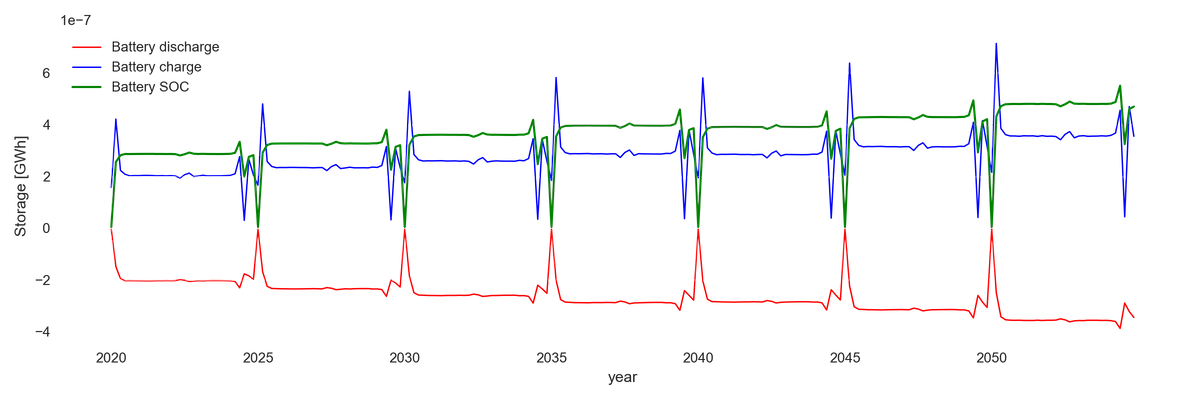 1e−7
Battery discharge
Battery charge
Battery SOC
6
4
2
0
−2
−4
Storage [GWh]
2020 2025 2030 2035 2040 2045 2050
year